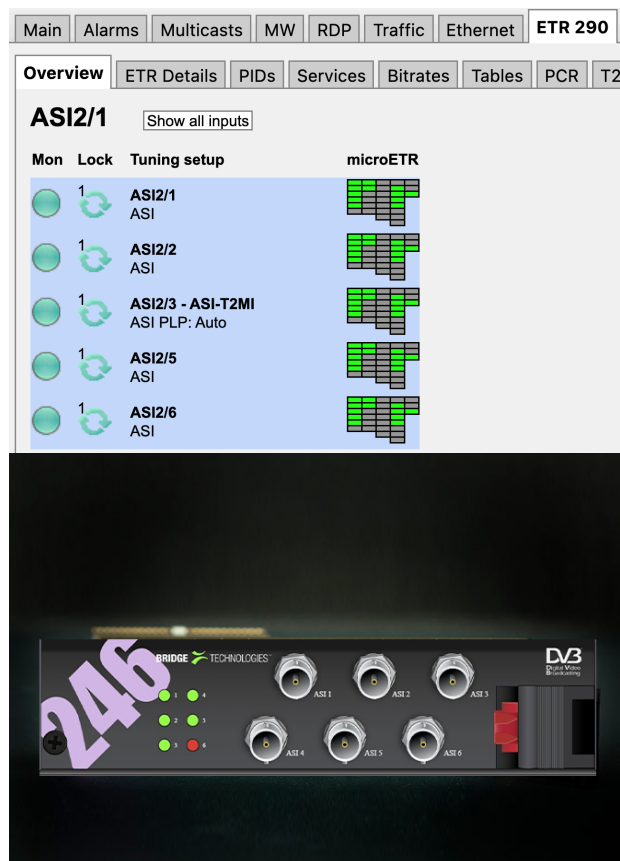 Main Alarms Multicasts MW RDP Traffic Ethernet ETR 290
Overview ETR Details PIDs Services Bitrates Tables PCR T2
ASI2/1 Show all inputs
Mon Lock Tuning setup microETR
1 ASI2/1
ASI
1 ASI2/2
ASI
1 ASI2/3 - ASI-T2MI
ASI PLP: Auto
1 ASI2/5
ASI
1 ASI2/6
ASI
246
BRIDGE TECHNOLOGIES
DVB
Digital Video
Broadcasting
1 4
ASI 1 ASI 2 ASI 3
2 5
3 6
ASI 4 ASI 5 ASI 6